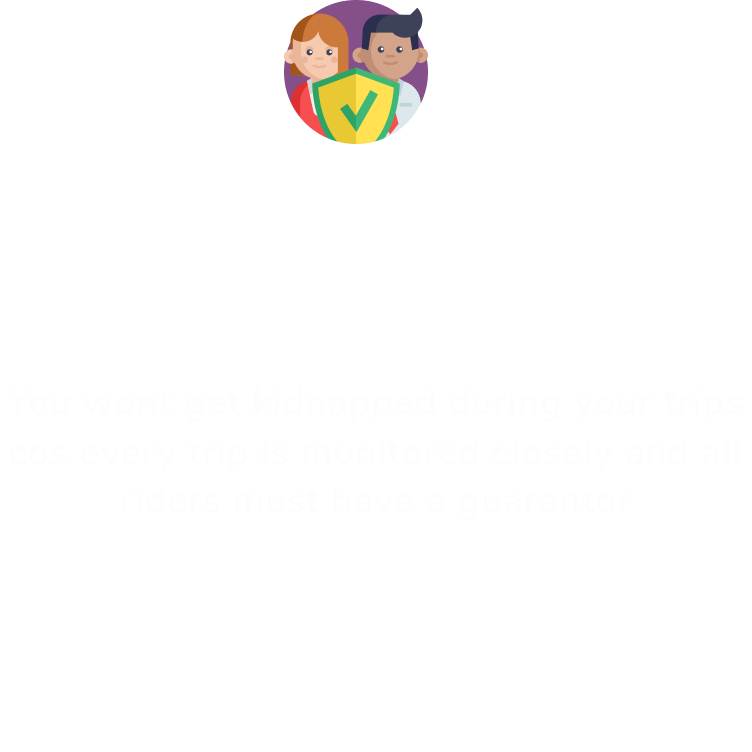 You wont get kidnapped during your trips
cos every trip is monitored closely and all
riders must have a guarantor